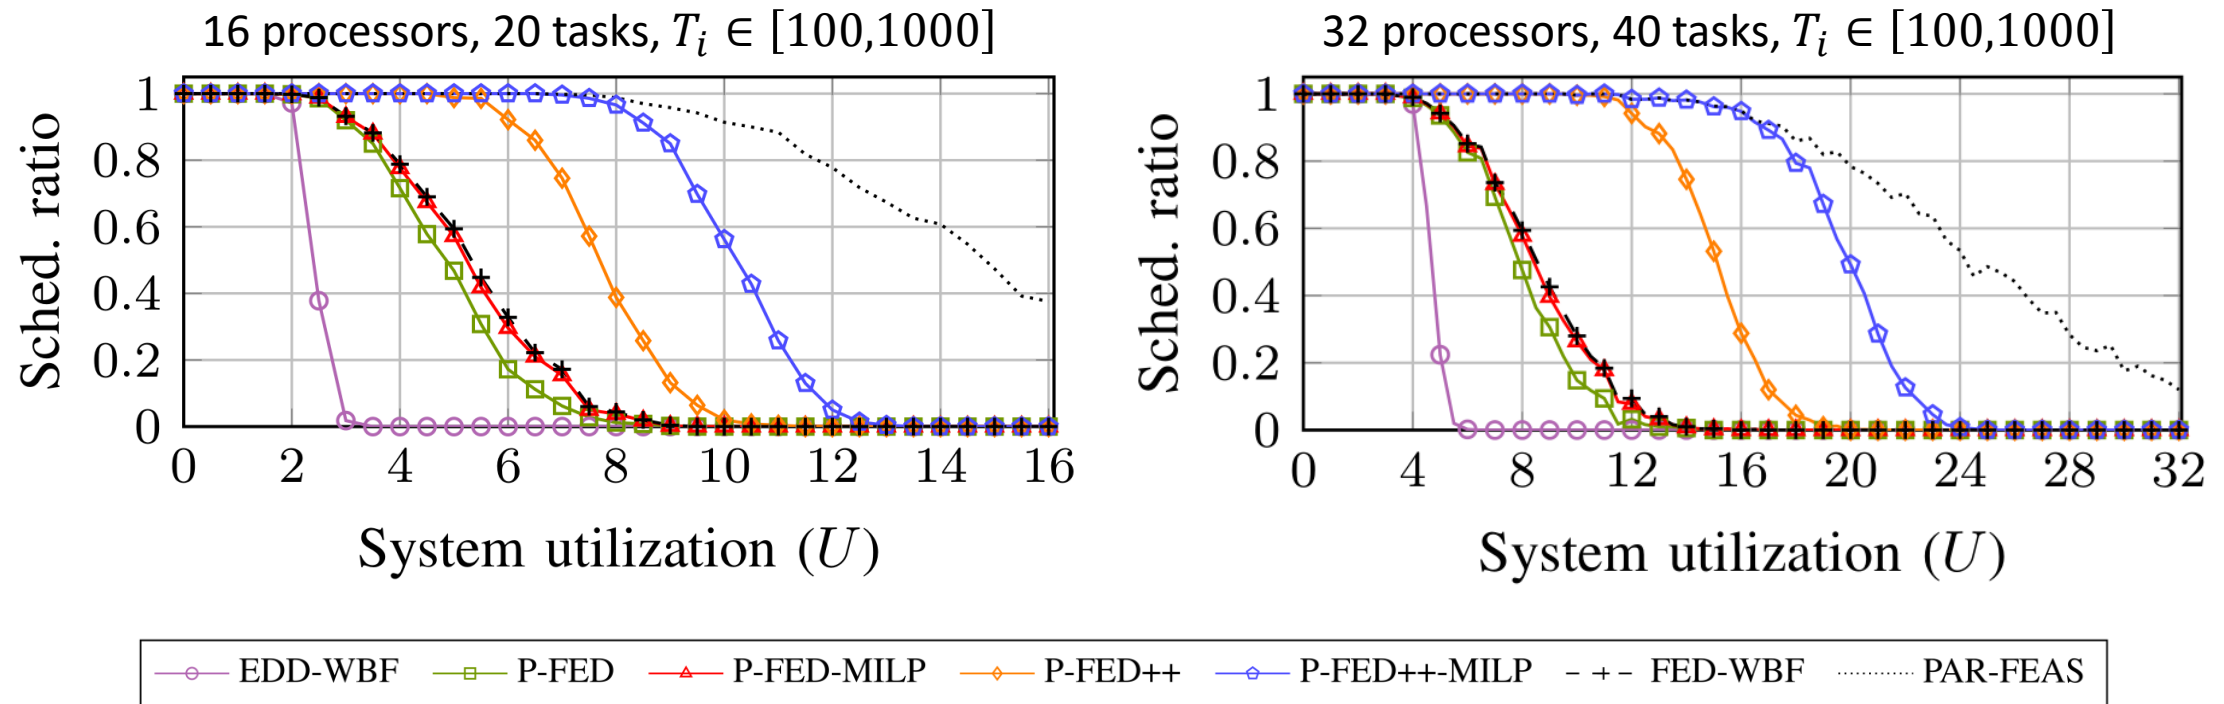 16 processors, 20 tasks, T_i ∈ [100,1000]
Sched. ratio
1
0.8
0.6
0.4
0.2
0
0 2 4 6 8 10 12 14 16
System utilization (U)
32 processors, 40 tasks, T_i ∈ [100,1000]
Sched. ratio
1
0.8
0.6
0.4
0.2
0
0 4 8 12 16 20 24 28 32
System utilization (U)
EDD-WBF P-FED P-FED-MILP P-FED++ P-FED++-MILP FED-WBF PAR-FEAS